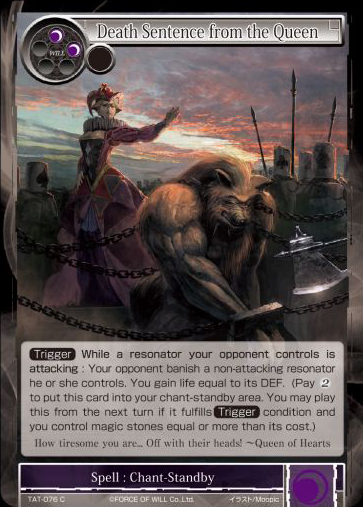 Death Sentence from the Queen
WILL
Trigger While a resonator your opponent controls is
attacking : Your opponent banish a non-attacking resonator
he or she controls. You gain life equal to its DEF. (Pay 2
to put this card into your chant-standby area. You may play
this from the next turn if it fulfills Trigger condition and
you control magic stones equal or more than its cost.)
How tiresome you are... Off with their heads! ~Queen of Hearts
Spell : Chant-Standby
TAT-076 C ©FORCE OF WILL Co.,Ltd. イラスト/Moopic